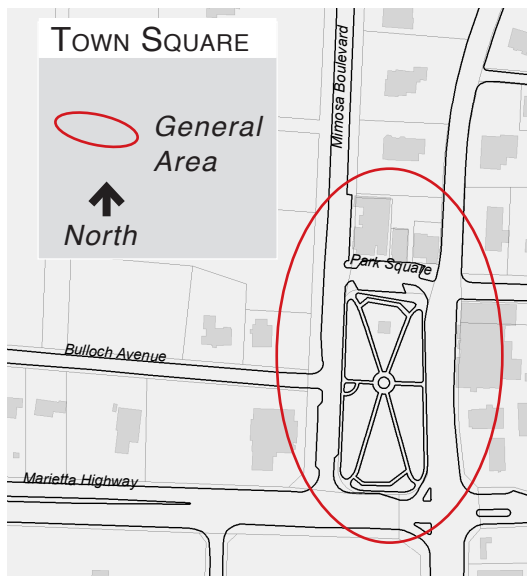 TOWN SQUARE
General
Area
North
Mimosa Boulevard
Park Square
Bulloch Avenue
Marietta Highway